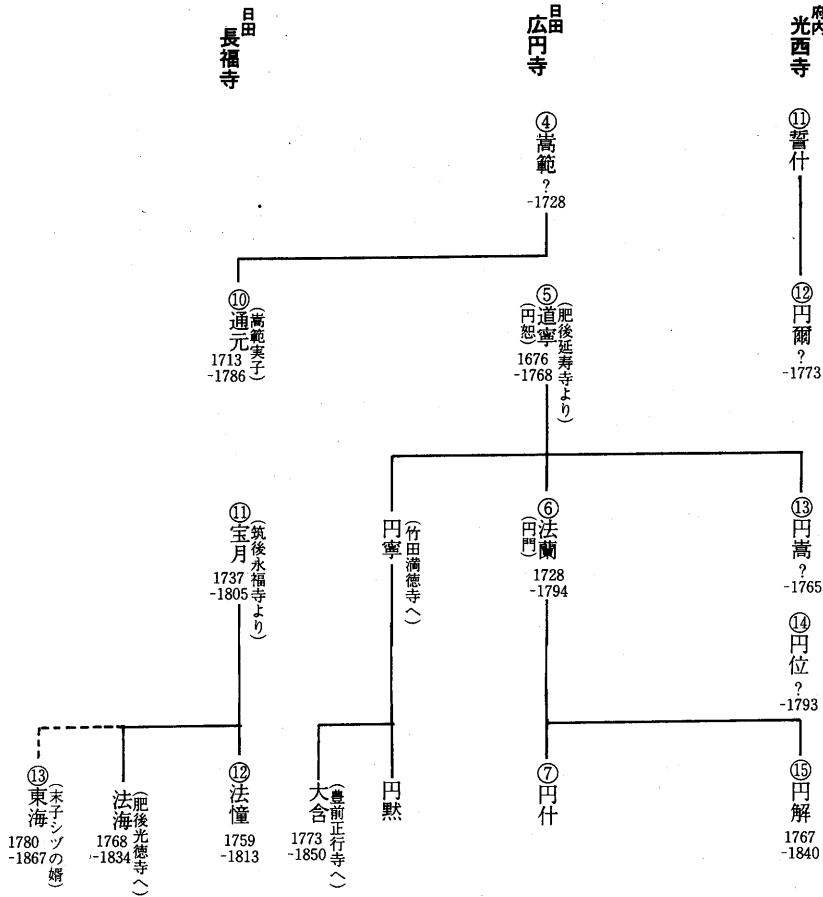 府内
光西寺
⑪誓什
⑫円爾
?
-1773
⑬円嵩
?
-1765
⑭円位
?
-1793
⑮円解
1767
-1840
日田
広円寺
④嵩範
?
-1728
(肥後延寿寺より)
⑤道寧
(円恕)
1676
-1768
⑥法蘭
(円門)
1728
-1794
⑦円什
(竹田満徳寺へ)
円寧
円黙
(豊前正行寺へ)
大含
1773
-1850
日田
長福寺
(嵩範実子)
⑩通元
1713
-1786
(筑後永福寺より)
⑪宝月
1737
-1805
⑫法憧
1759
-1813
(肥後光徳寺へ)
法海
1768
-1834
(末子シヅの婿)
⑬東海
1780
-1867